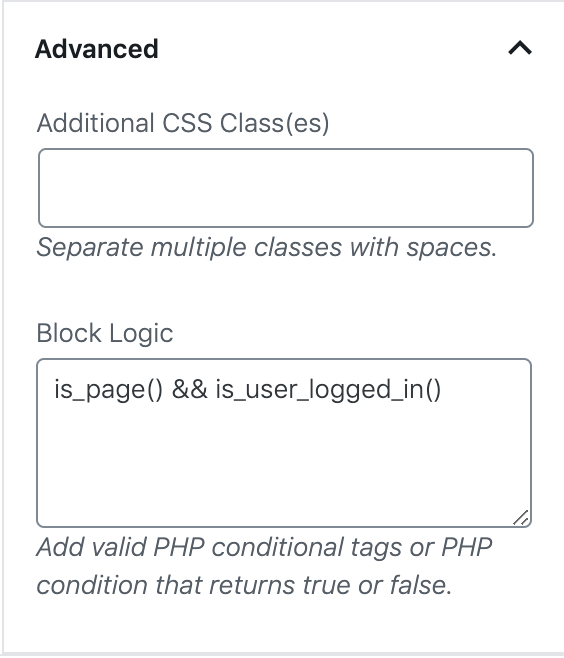 Advanced
Additional CSS Class(es)
Separate multiple classes with spaces.
Block Logic
is_page() && is_user_logged_in()
Add valid PHP conditional tags or PHP
condition that returns true or false.